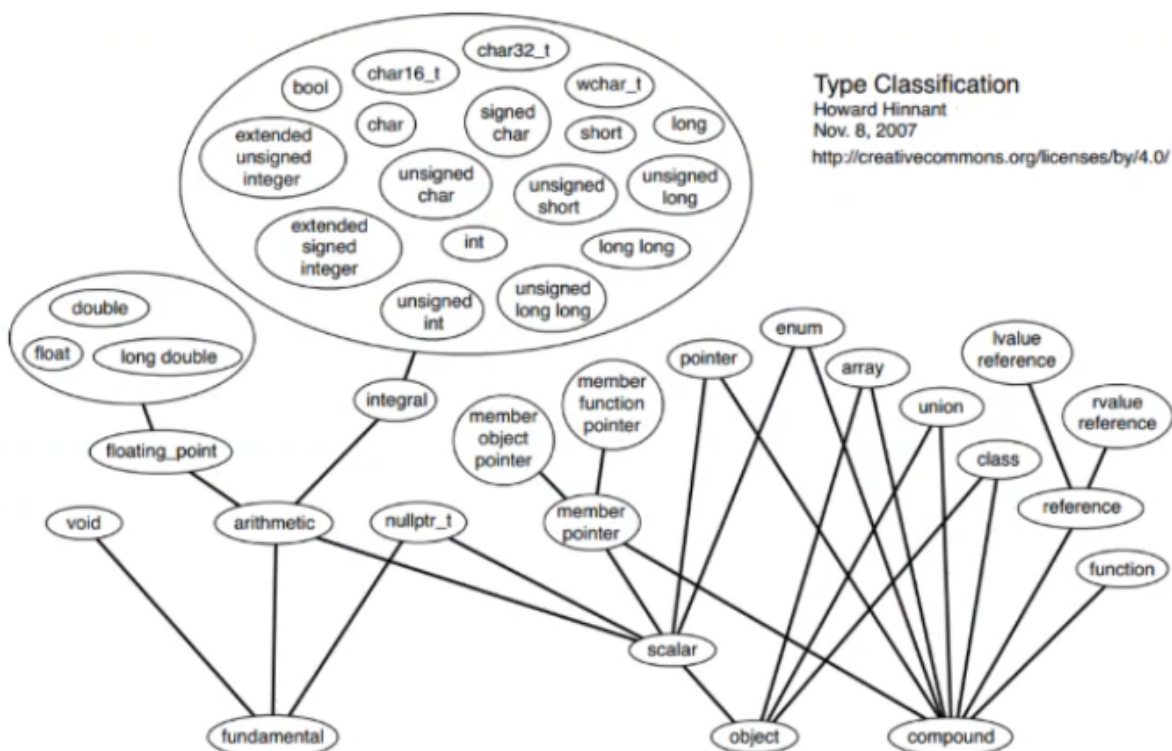 char32_t
char16_t
bool
wchar_t
Type Classification
Howard Hinnant
Nov. 8, 2007
http://creativecommons.org/licenses/by/4.0/
char
signed
char
short
long
extended
unsigned
integer
unsigned
char
unsigned
short
unsigned
long
extended
signed
integer
int
long long
unsigned
int
unsigned
long long
double
float
long double
enum
lvalue
reference
pointer
array
integral
member
function
pointer
member
object
pointer
union
rvalue
reference
floating_point
class
void
arithmetic
nullptr_t
member
pointer
reference
function
scalar
fundamental
object
compound